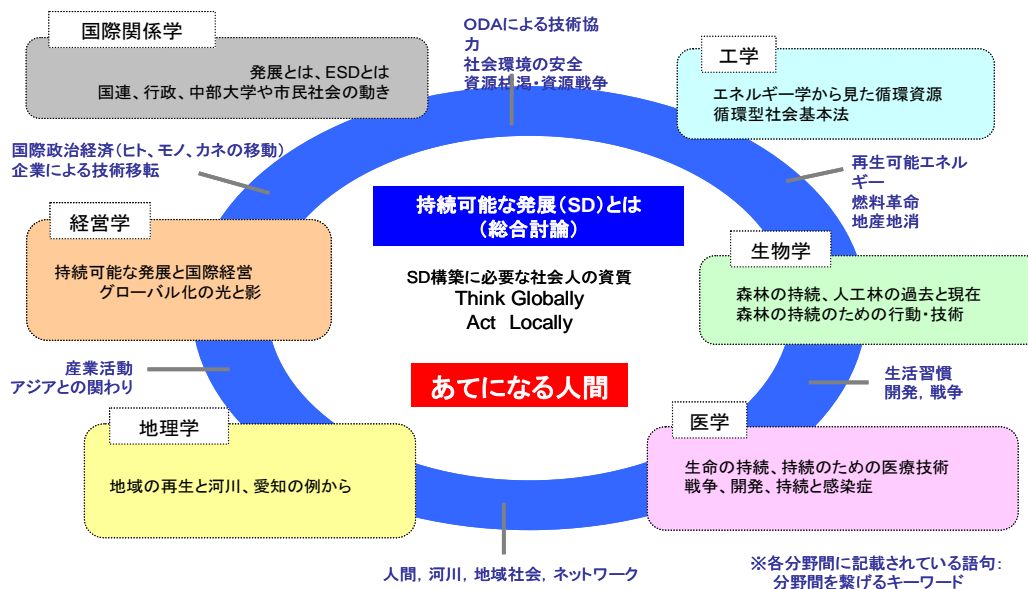 国際関係学
発展とは、ESDとは
国連、行政、中部大学や市民社会の動き
ODAによる技術協
力
社会環境の安全
資源枯渇・資源戦争
工学
エネルギー学から見た循環資源
循環型社会基本法
国際政治経済(ヒト、モノ、カネの移動)
企業による技術移転
再生可能エネル
ギー
燃料革命
地産地消
持続可能な発展(SD)とは
(総合討論)
経営学
持続可能な発展と国際経営
グローバル化の光と影
SD構築に必要な社会人の資質
Think Globally
Act Locally
生物学
森林の持続、人工林の過去と現在
森林の持続のための行動・技術
産業活動
アジアとの関わり
あてになる人間
生活習慣
開発, 戦争
地理学
地域の再生と河川、愛知の例から
医学
生命の持続、持続のための医療技術
戦争、開発、持続と感染症
人間, 河川, 地域社会, ネットワーク
※各分野間に記載されている語句:
分野間を繋げるキーワード